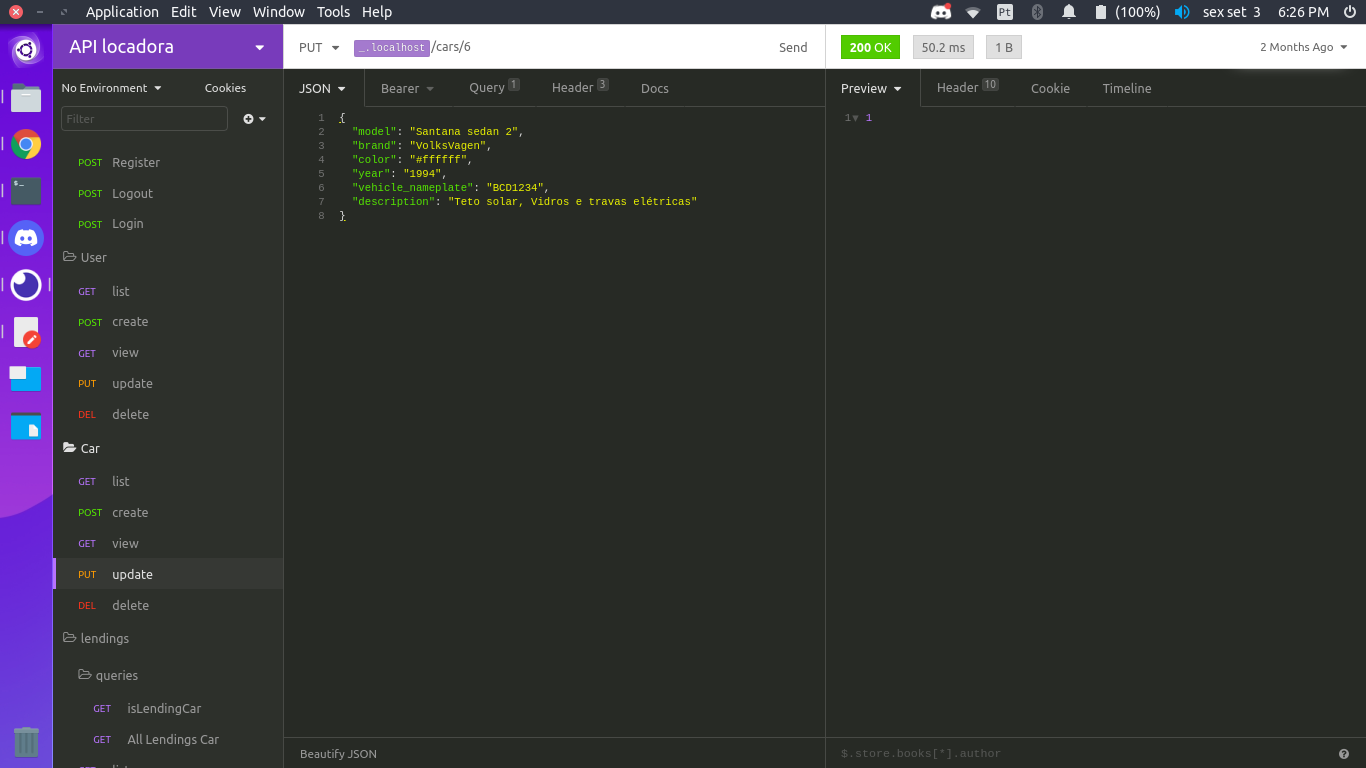 Application Edit View Window Tools Help
Pt (100%) sex set 3 6:26 PM
API locadora
PUT _.localhost/cars/6 Send
200 OK 50.2 ms 1 B 2 Months Ago
No Environment Cookies
JSON Bearer Query 1 Header 3 Docs
Preview Header 10 Cookie Timeline
Filter
POST Register
POST Logout
POST Login
User
GET list
POST create
GET view
PUT update
DEL delete
Car
GET list
POST create
GET view
PUT update
DEL delete
lendings
queries
GET isLendingCar
GET All Lendings Car
1 {
2 "model": "Santana sedan 2",
3 "brand": "VolksVagen",
4 "color": "#ffffff",
5 "year": "1994",
6 "vehicle_nameplate": "BCD1234",
7 "description": "Teto solar, Vidros e travas elétricas"
8 }
1 1
Beautify JSON
$.store.books[*].author